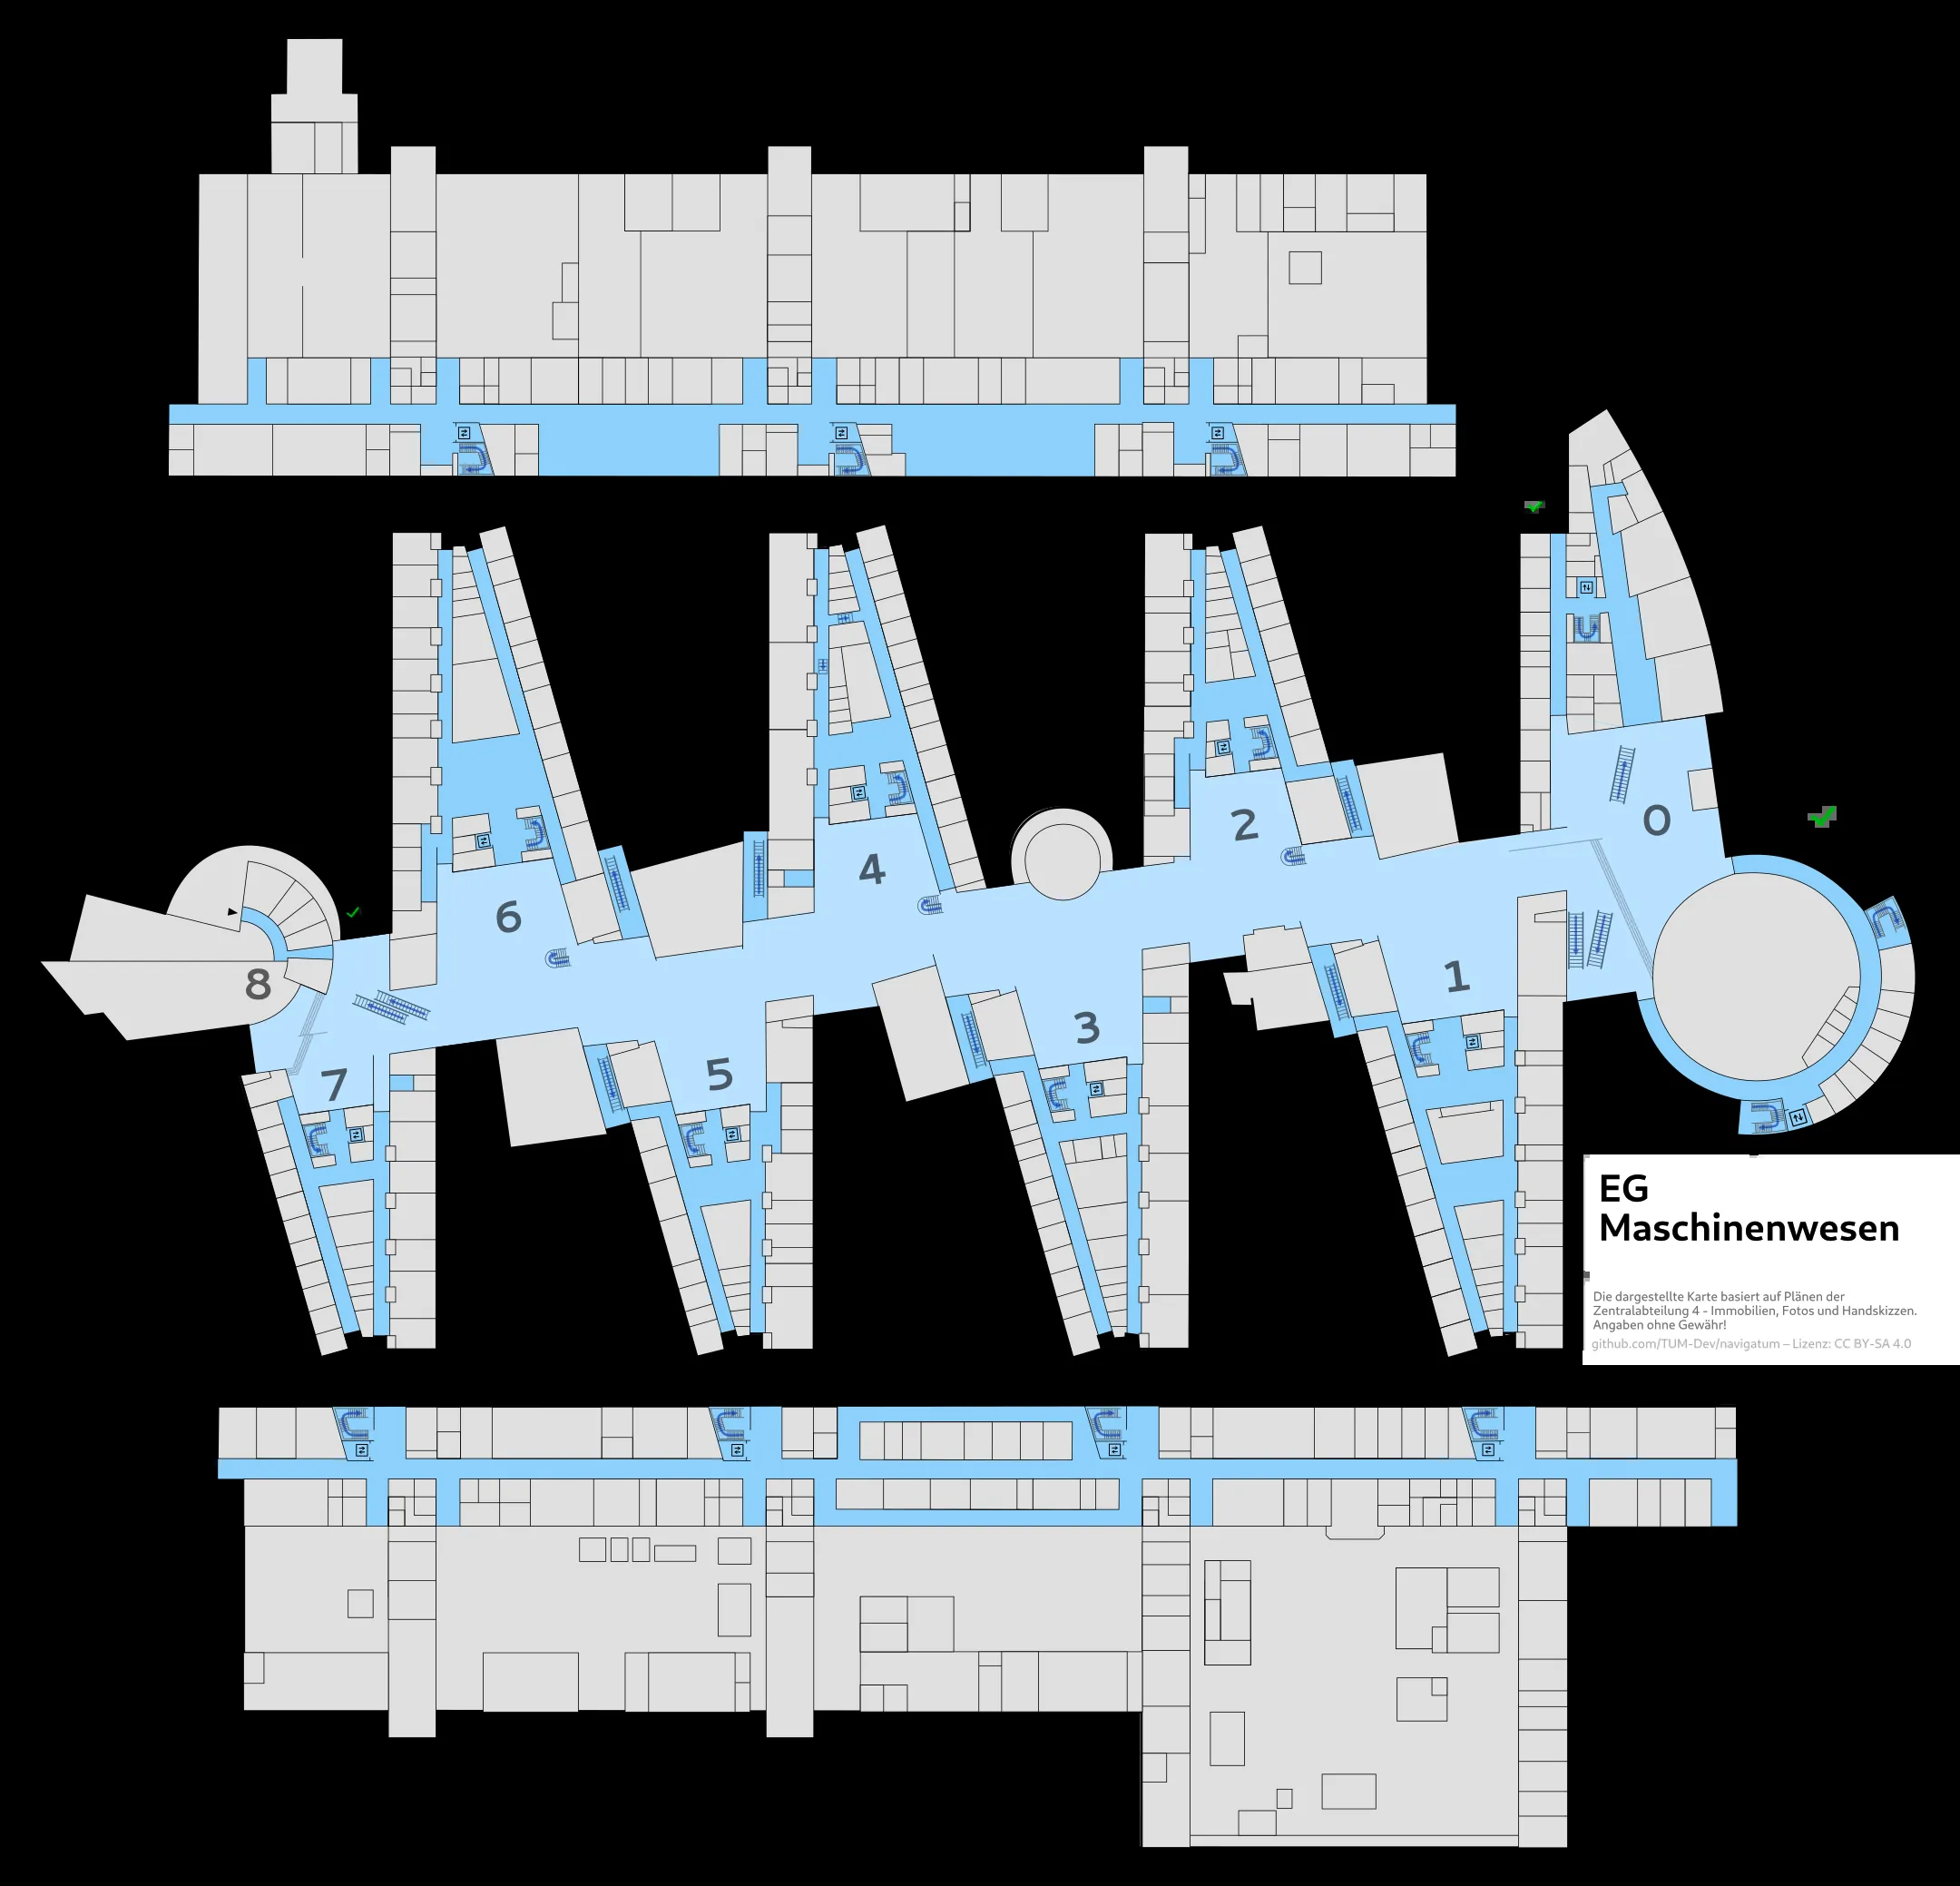 0
2
4
6
8
1
3
5
7
EG
Maschinenwesen
Die dargestellte Karte basiert auf Plänen der
Zentralabteilung 4 - Immobilien, Fotos und Handskizzen.
Angaben ohne Gewähr!
github.com/TUM-Dev/navigatum – Lizenz: CC BY-SA 4.0